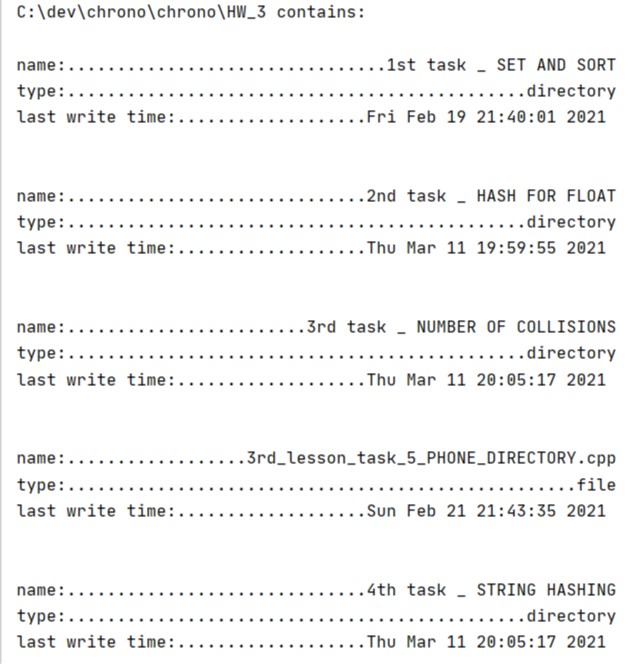 C:\dev\chrono\chrono\HW_3 contains:
name:................................1st task _ SET AND SORT
type:..............................................directory
last write time:...................Fri Feb 19 21:40:01 2021
name:..............................2nd task _ HASH FOR FLOAT
type:..............................................directory
last write time:...................Thu Mar 11 19:59:55 2021
name:........................3rd task _ NUMBER OF COLLISIONS
type:..............................................directory
last write time:...................Thu Mar 11 20:05:17 2021
name:..................3rd_lesson_task_5_PHONE_DIRECTORY.cpp
type:...................................................file
last write time:...................Sun Feb 21 21:43:35 2021
name:..............................4th task _ STRING HASHING
type:..............................................directory
last write time:...................Thu Mar 11 20:05:17 2021